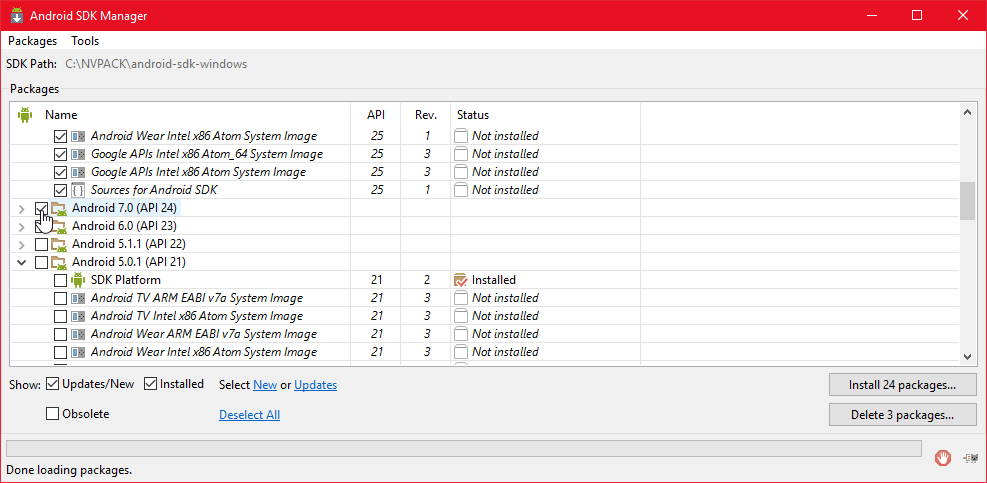 Android SDK Manager
Packages Tools
SDK Path: C:\NVPACK\android-sdk-windows
Packages
Name API Rev. Status
Android Wear Intel x86 Atom System Image 25 1 Not installed
Google APIs Intel x86 Atom_64 System Image 25 3 Not installed
Google APIs Intel x86 Atom System Image 25 3 Not installed
Sources for Android SDK 25 1 Not installed
Android 7.0 (API 24)
Android 6.0 (API 23)
Android 5.1.1 (API 22)
Android 5.0.1 (API 21)
SDK Platform 21 2 Installed
Android TV ARM EABI v7a System Image 21 3 Not installed
Android TV Intel x86 Atom System Image 21 3 Not installed
Android Wear ARM EABI v7a System Image 21 3 Not installed
Android Wear Intel x86 Atom System Image 21 3 Not installed
Show: Updates/New Installed Select New or Updates Install 24 packages...
Obsolete Deselect All Delete 3 packages...
Done loading packages.